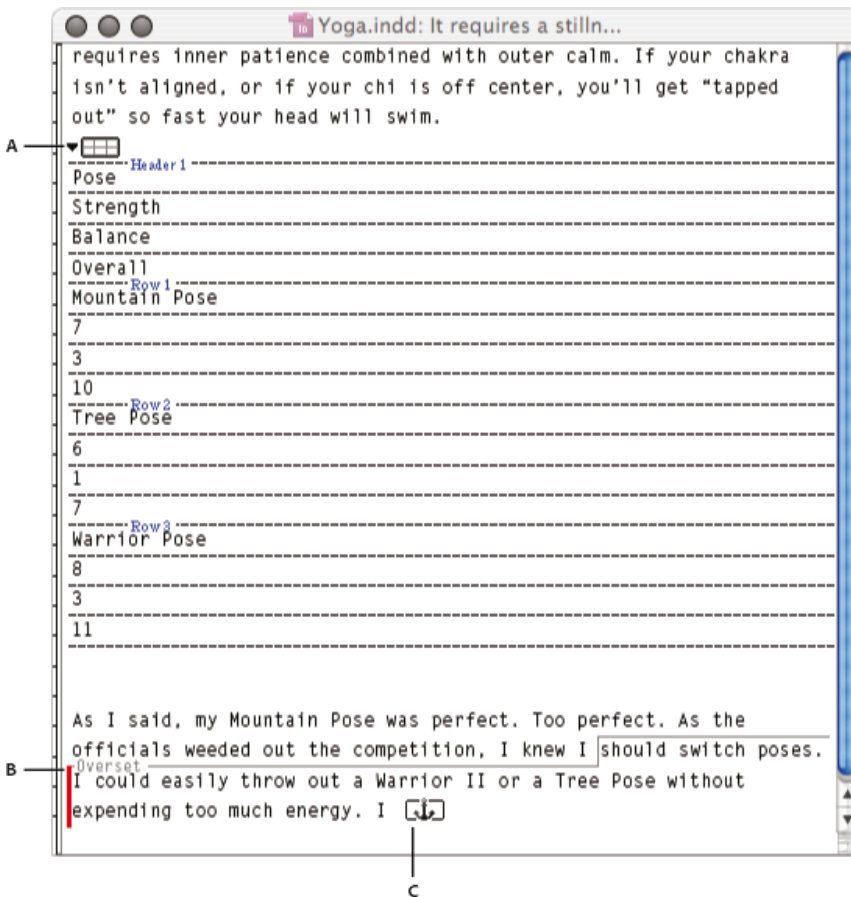 Yoga.indd: It requires a stilln...
requires inner patience combined with outer calm. If your chakra
isn't aligned, or if your chi is off center, you'll get “tapped
out” so fast your head will swim.
A
Header 1
Pose
Strength
Balance
Overall
Row 1
Mountain Pose
7
3
10
Row 2
Tree Pose
6
1
7
Row 3
Warrior Pose
8
3
11
As I said, my Mountain Pose was perfect. Too perfect. As the
officials weeded out the competition, I knew I should switch poses.
B
Overset
I could easily throw out a Warrior II or a Tree Pose without
expending too much energy. I
C